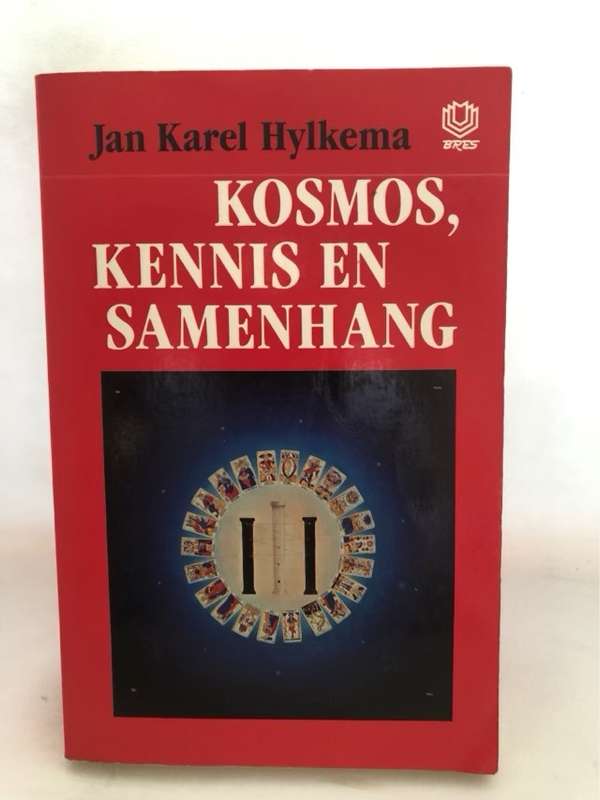 Jan Karel Hylkema
BRES
KOSMOS,
KENNIS EN
SAMENHANG